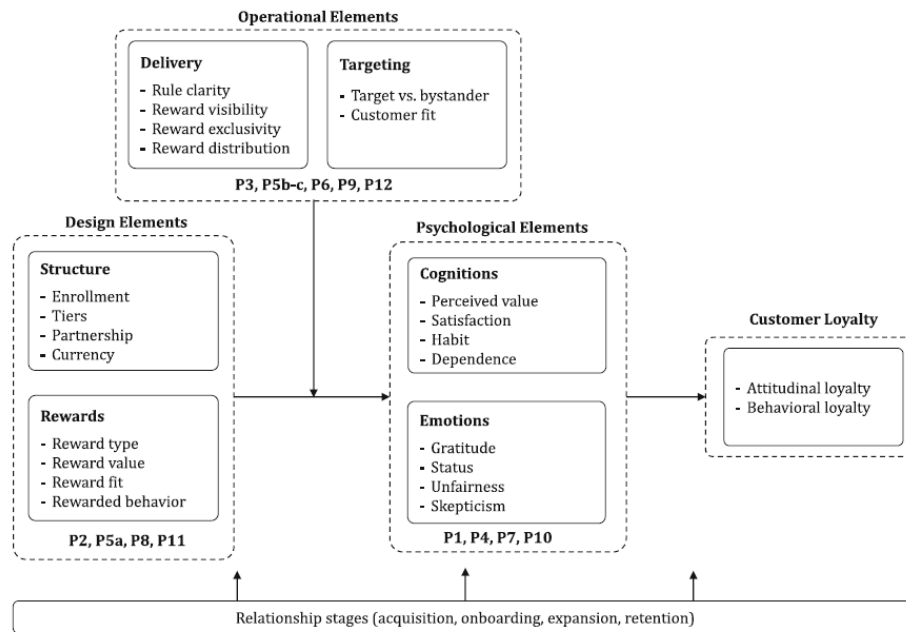 Operational Elements
Delivery
- Rule clarity
- Reward visibility
- Reward exclusivity
- Reward distribution
Targeting
- Target vs. bystander
- Customer fit
P3, P5b-c, P6, P9, P12
Design Elements
Structure
- Enrollment
- Tiers
- Partnership
- Currency
Rewards
- Reward type
- Reward value
- Reward fit
- Rewarded behavior
P2, P5a, P8, P11
Psychological Elements
Cognitions
- Perceived value
- Satisfaction
- Habit
- Dependence
Emotions
- Gratitude
- Status
- Unfairness
- Skepticism
P1, P4, P7, P10
Customer Loyalty
- Attitudinal loyalty
- Behavioral loyalty
Relationship stages (acquisition, onboarding, expansion, retention)